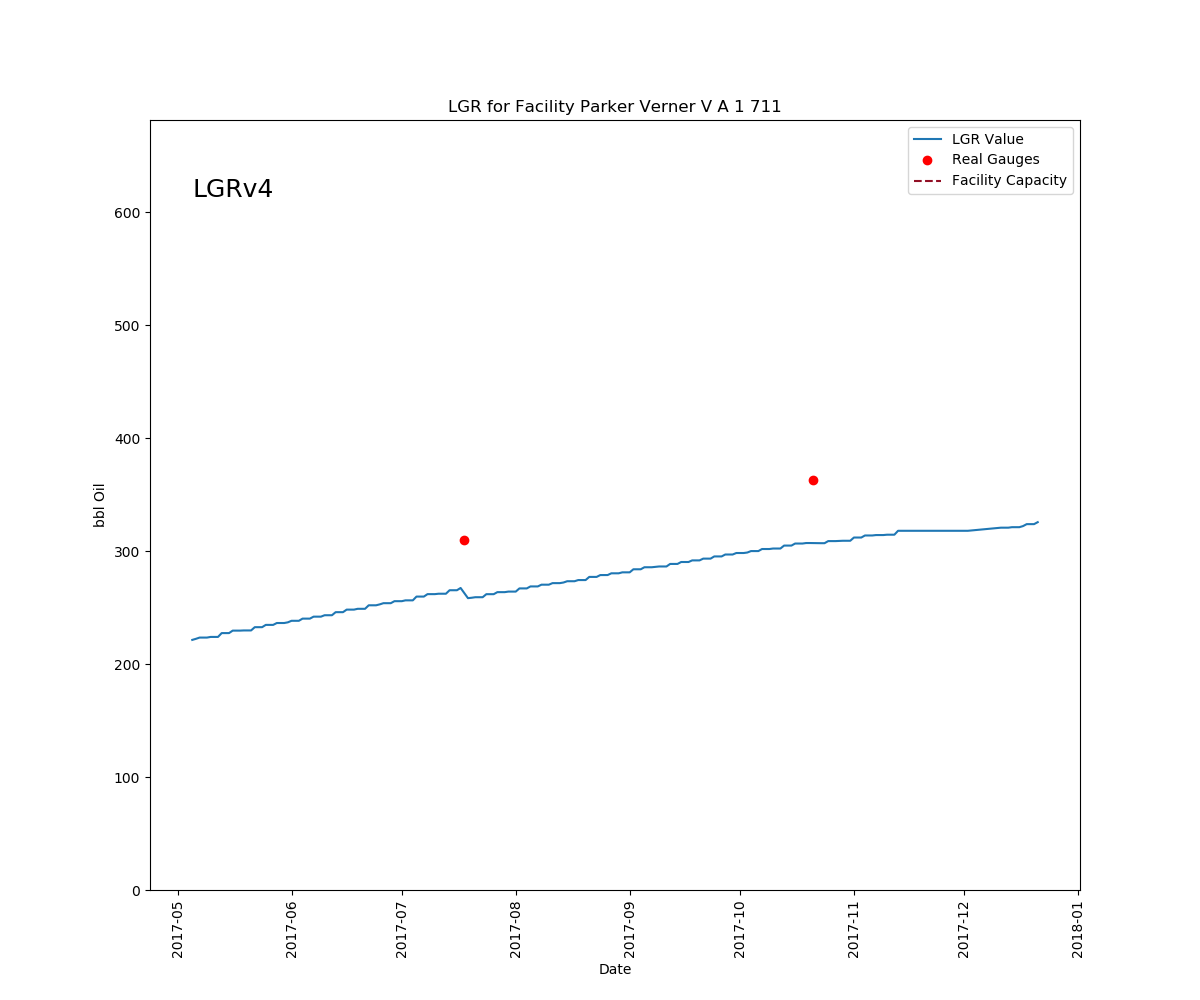 LGR for Facility Parker Verner V A 1 711
LGR Value
Real Gauges
Facility Capacity
LGRv4
600
500
400
300
200
100
0
bbl Oil
2017-05
2017-06
2017-07
2017-08
2017-09
2017-10
2017-11
2017-12
2018-01
Date